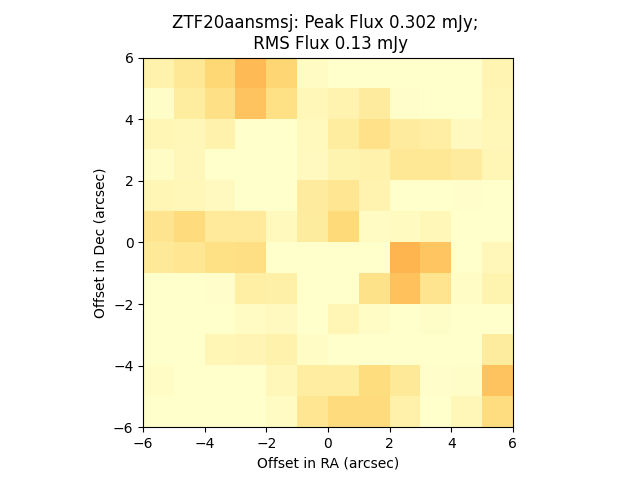 ZTF20aansmsj: Peak Flux 0.302 mJy;
RMS Flux 0.13 mJy
6
4
2
0
−2
−4
−6
Offset in Dec (arcsec)
−6 −4 −2 0 2 4 6
Offset in RA (arcsec)